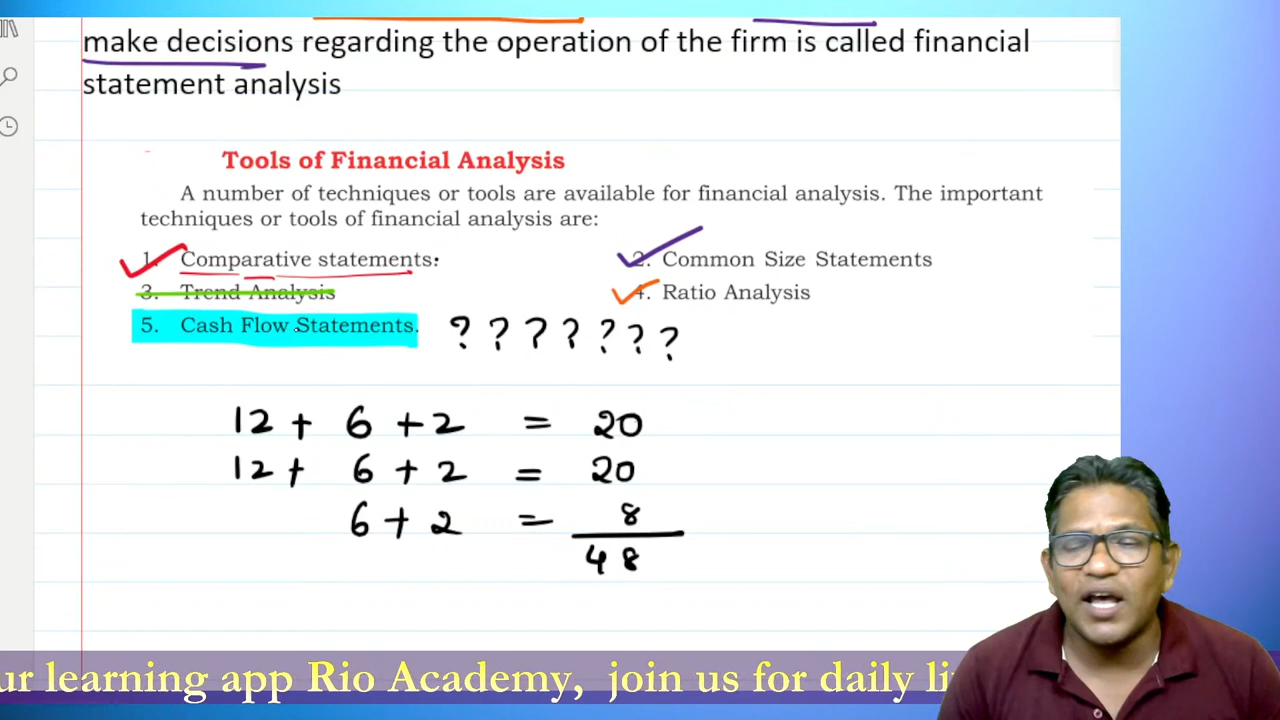 make decisions regarding the operation of the firm is called financial
statement analysis
Tools of Financial Analysis
A number of techniques or tools are available for financial analysis. The important
techniques or tools of financial analysis are:
1. Comparative statements: 2. Common Size Statements
3. Trend Analysis 4. Ratio Analysis
5. Cash Flow Statements. ? ? ? ? ? ? ?
12 + 6 + 2 = 20
12 + 6 + 2 = 20
6 + 2 = 8
48
ur learning app Rio Academy, join us for daily li